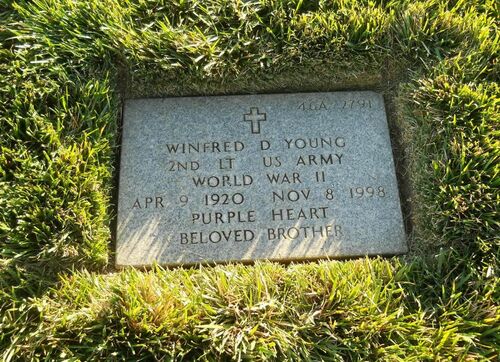 46A 2791
WINFRED D YOUNG
2ND LT US ARMY
WORLD WAR II
APR 9 1920 NOV 8 1998
PURPLE HEART
BELOVED BROTHER